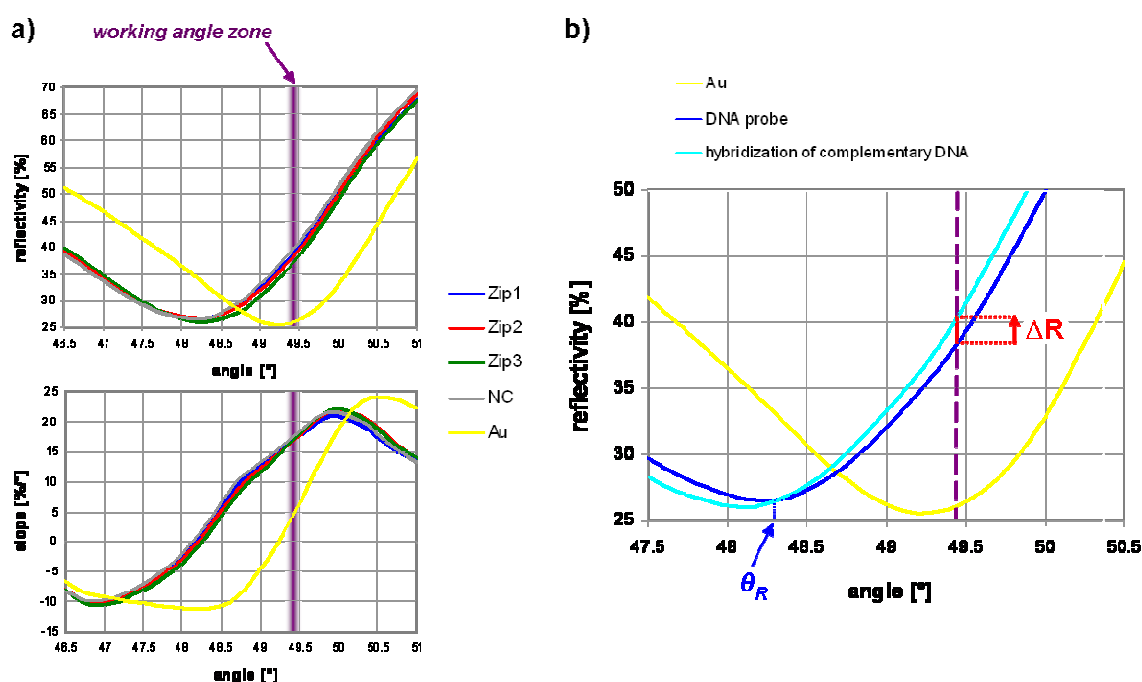 a)
working angle zone
reflectivity [%]
70
65
60
55
50
45
40
35
30
25
46.5 47 47.5 48 48.5 49 49.5 50 50.5 51
angle [°]
Zip1
Zip2
Zip3
NC
Au
slope [%/°]
25
20
15
10
5
0
-5
-10
-15
46.5 47 47.5 48 48.5 49 49.5 50 50.5 51
angle [°]
b)
Au
DNA probe
hybridization of complementary DNA
reflectivity [%]
50
45
40
35
30
25
ΔR
47.5 48 48.5 49 49.5 50 50.5
θR
angle [°]